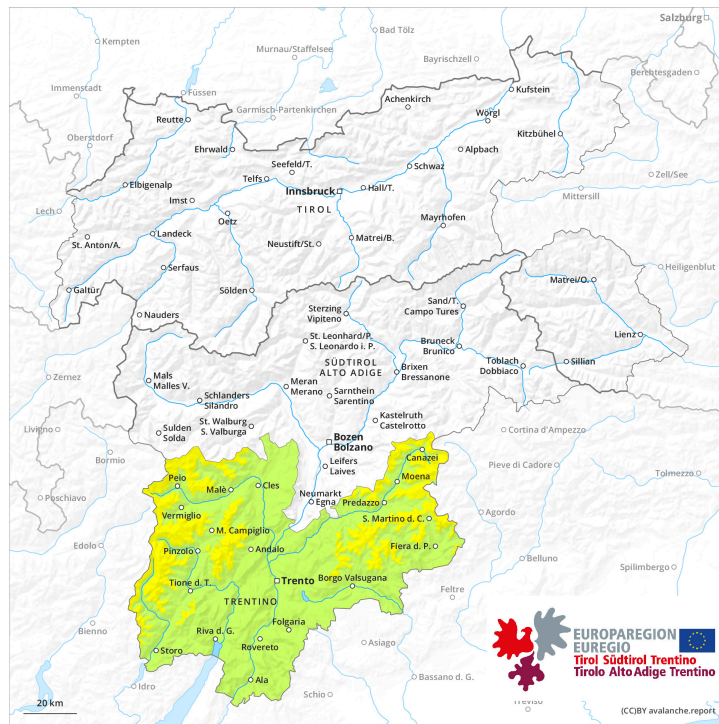 Salzburg
Bad Tölz
Kempten
Murnau/Staffelsee
Bayrischzell
Berchtesgaden
Immenstadt
Füssen
Achenkirch
Kufstein
Garmisch-Partenkirchen
Reutte
Wörgl
Oberstdorf
Kitzbühel
Ehrwald
Alpbach
Seefeld/T.
Schwaz
Zell/See
Telfs
Elbigenalp
Innsbruck
Hall/T.
Mittersill
Imst
TIROL
Lech
Oetz
Mayrhofen
Landeck
Matrei/B.
St. Anton/A.
Neustift/St.
Serfaus
Heiligenblut
Matrei/O.
Galtür
Sölden
Sand/T.
Campo Tures
Nauders
Sterzing
Vipiteno
Lienz
St. Leonhard/P.
S. Leonardo i. P.
Bruneck
Brunico
Toblach
Dobbiaco
Sillian
SÜDTIROL
ALTO ADIGE
Brixen
Bressanone
Zernez
Mals
Malles V.
Meran
Merano
Sarnthein
Sarentino
Schlanders
Silandro
Kastelruth
Castelrotto
St. Walburg
S. Valburga
Livigno
Sulden
Solda
Cortina d'Ampezzo
Bozen
Bolzano
Bormio
Canazei
Pieve di Cadore
Leifers
Laives
Tolmezzo
Peio
Moena
Malè
Cles
Poschiavo
Neumarkt
Egna
Predazzo
Vermiglio
Agordo
S. Martino d. C.
M. Campiglio
Edolo
Pinzolo
Andalo
Fiera d. P.
Belluno
Spilimbergo
Tione d. T.
Trento
Borgo Valsugana
Feltre
TRENTINO
Folgaria
Bienno
Riva d. G.
Storo
Rovereto
Asiago
EUROPAREGION
EUREGIO
Tirol Südtirol Trentino
Tirolo Alto Adige Trentino
Idro
Ala
Schio
Bassano d. G.
Treviso
20 km
(CC)BY avalanche.report